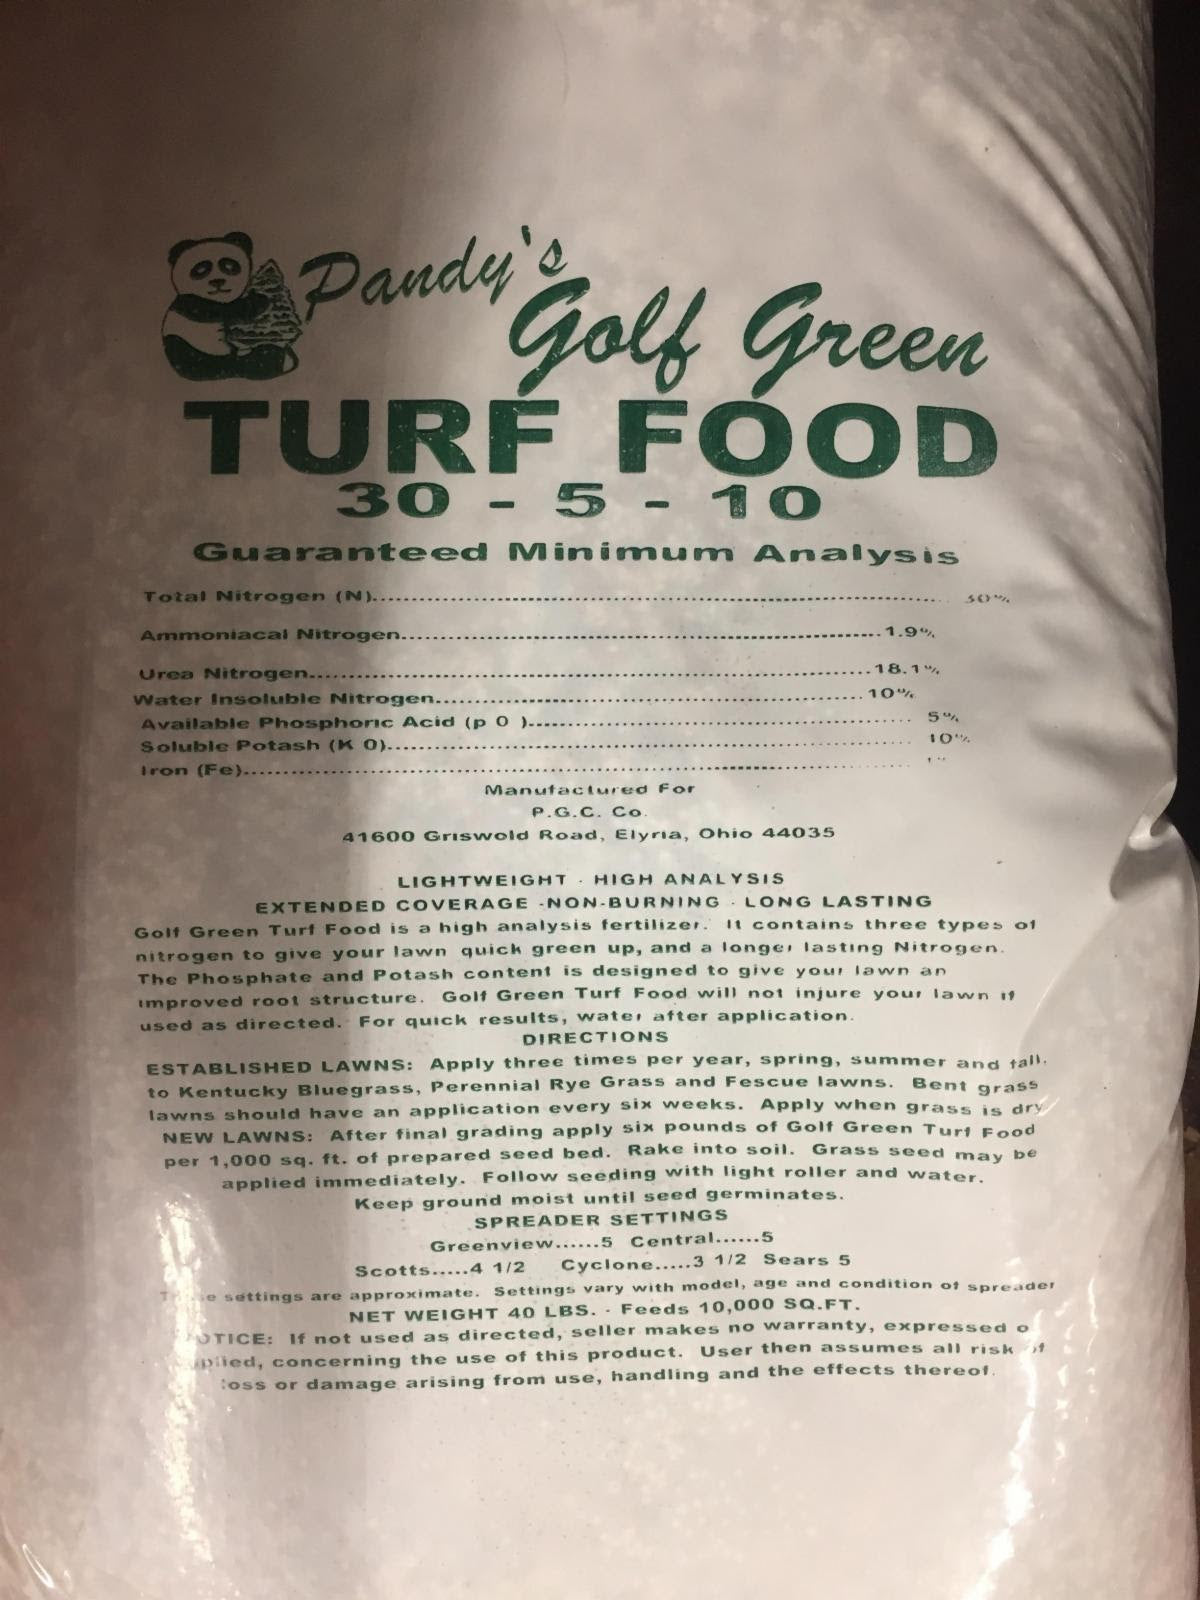 Pandy's
Golf Green
TURF FOOD
30 - 5 - 10
Guaranteed Minimum Analysis
Total Nitrogen (N)..........30%
Ammoniacal Nitrogen..........1.9%
Urea Nitrogen..........18.1%
Water Insoluble Nitrogen..........10%
Available Phosphoric Acid (p 0 )..........5%
Soluble Potash (K 0)..........10%
Iron (Fe)..........
Manufactured For
P.G.C. Co.
41600 Griswold Road, Elyria, Ohio 44035
LIGHTWEIGHT - HIGH ANALYSIS
EXTENDED COVERAGE -NON-BURNING - LONG LASTING
Golf Green Turf Food is a high analysis fertilizer. It contains three types of
nitrogen to give your lawn quick green up, and a longer lasting Nitrogen.
The Phosphate and Potash content is designed to give your lawn an
improved root structure. Golf Green Turf Food will not injure your lawn if
used as directed. For quick results, water after application.
DIRECTIONS
ESTABLISHED LAWNS: Apply three times per year, spring, summer and fall.
to Kentucky Bluegrass, Perennial Rye Grass and Fescue lawns. Bent grass
lawns should have an application every six weeks. Apply when grass is dry
NEW LAWNS: After final grading apply six pounds of Golf Green Turf Food
per 1,000 sq. ft. of prepared seed bed. Rake into soil. Grass seed may be
applied immediately. Follow seeding with light roller and water.
Keep ground moist until seed germinates.
SPREADER SETTINGS
Greenview......5 Central......5
Scotts.....4 1/2 Cyclone.....3 1/2 Sears 5
settings are approximate. Settings vary with model, age and condition of spreader
NET WEIGHT 40 LBS. - Feeds 10,000 SQ.FT.
NOTICE: If not used as directed, seller makes no warranty, expressed o
plied, concerning the use of this product. User then assumes all risk of
loss or damage arising from use, handling and the effects thereof.